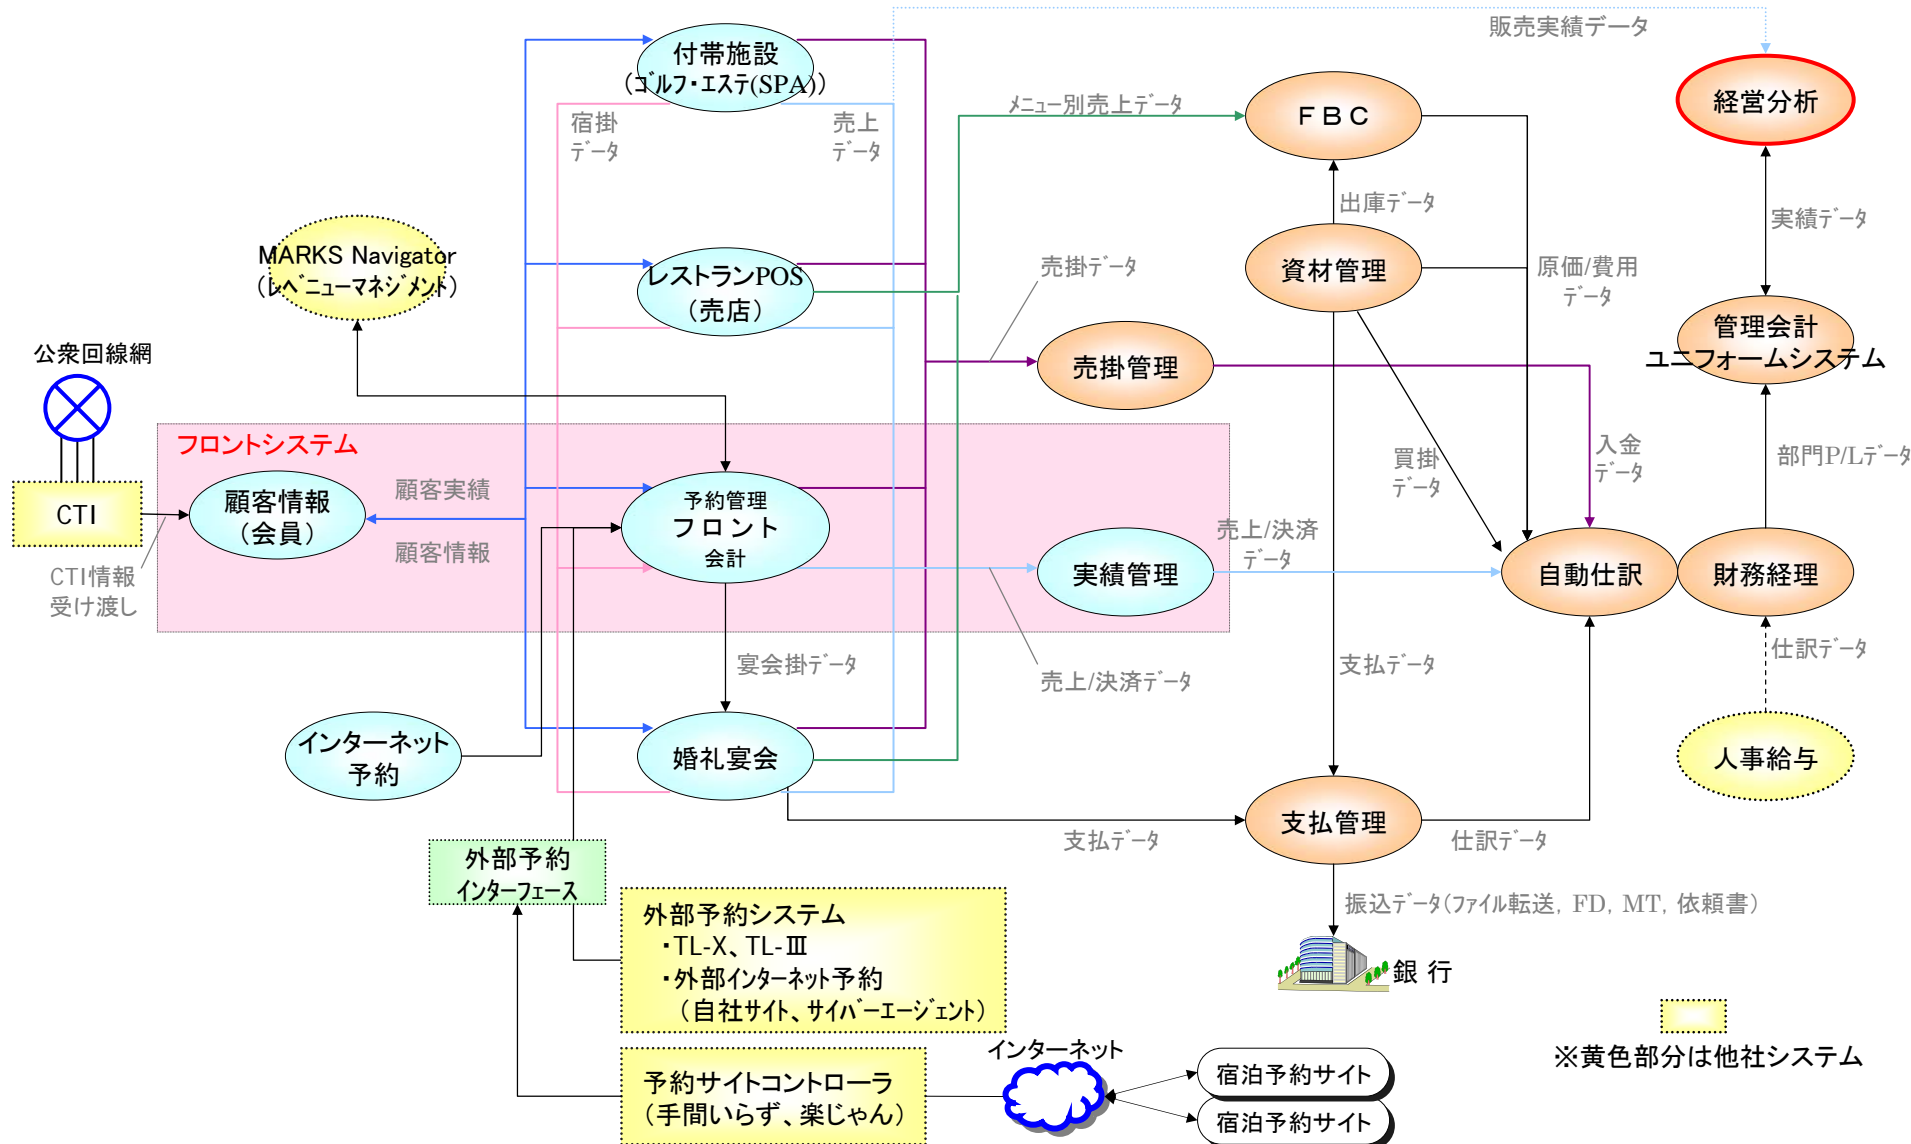 販売実績データ
付帯施設
（ゴルフ・エステ(SPA)）
経営分析
メニュー別売上データ
ＦＢＣ
宿掛
データ
売上
データ
出庫データ
実績データ
MARKS Navigator
（レベニューマネジメント）
レストランPOS
（売店）
売掛データ
資材管理
原価/費用
データ
管理会計
ユニフォームシステム
公衆回線網
売掛管理
フロントシステム
入金
データ
買掛
データ
部門P/Lデータ
顧客実績
顧客情報
（会員）
予約管理
フロント
会計
CTI
顧客情報
売上/決済
データ
実績管理
自動仕訳
財務経理
CTI情報
受け渡し
宴会掛データ
売上/決済データ
支払データ
仕訳データ
インターネット
予約
婚礼宴会
人事給与
支払データ
支払管理
仕訳データ
外部予約
インターフェース
外部予約システム
・TL-X、TL-Ⅲ
・外部インターネット予約
（自社サイト、サイバーエージェント）
振込データ(ファイル転送, FD, MT, 依頼書)
銀 行
インターネット
予約サイトコントローラ
（手間いらず、楽じゃん）
宿泊予約サイト
宿泊予約サイト
※黄色部分は他社システム